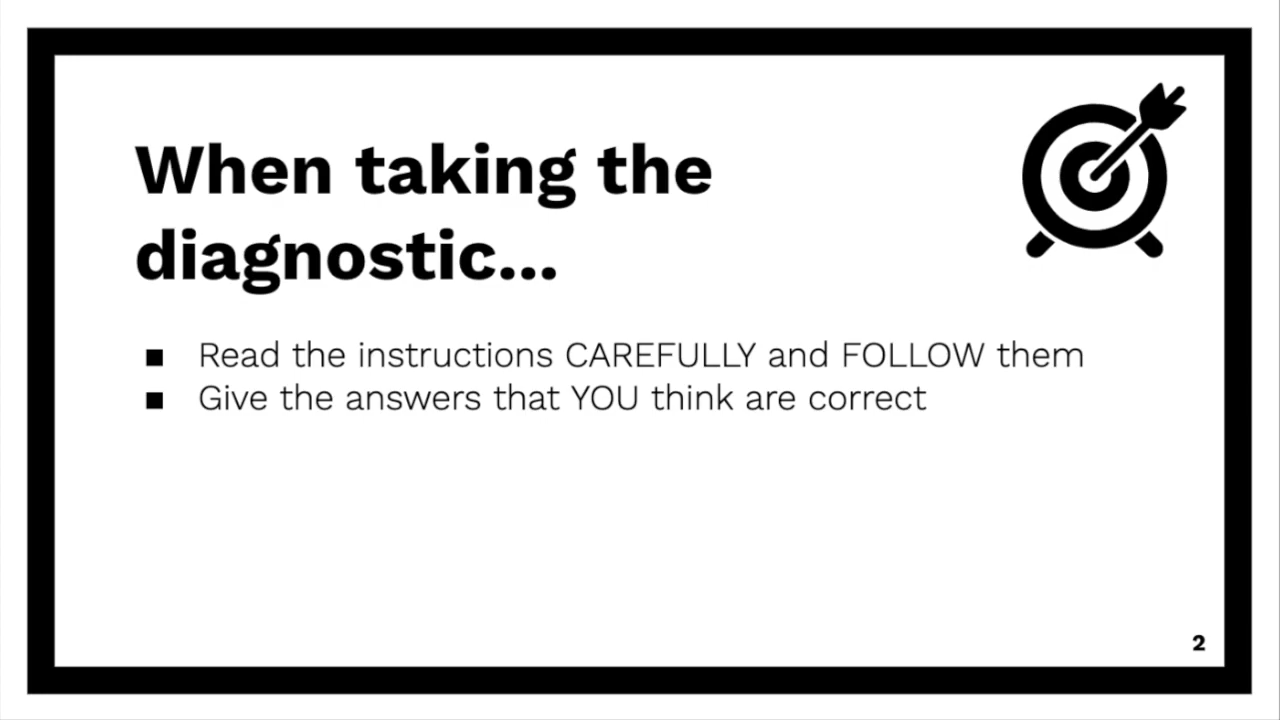 When taking the
diagnostic...
■ Read the instructions CAREFULLY and FOLLOW them
■ Give the answers that YOU think are correct
2